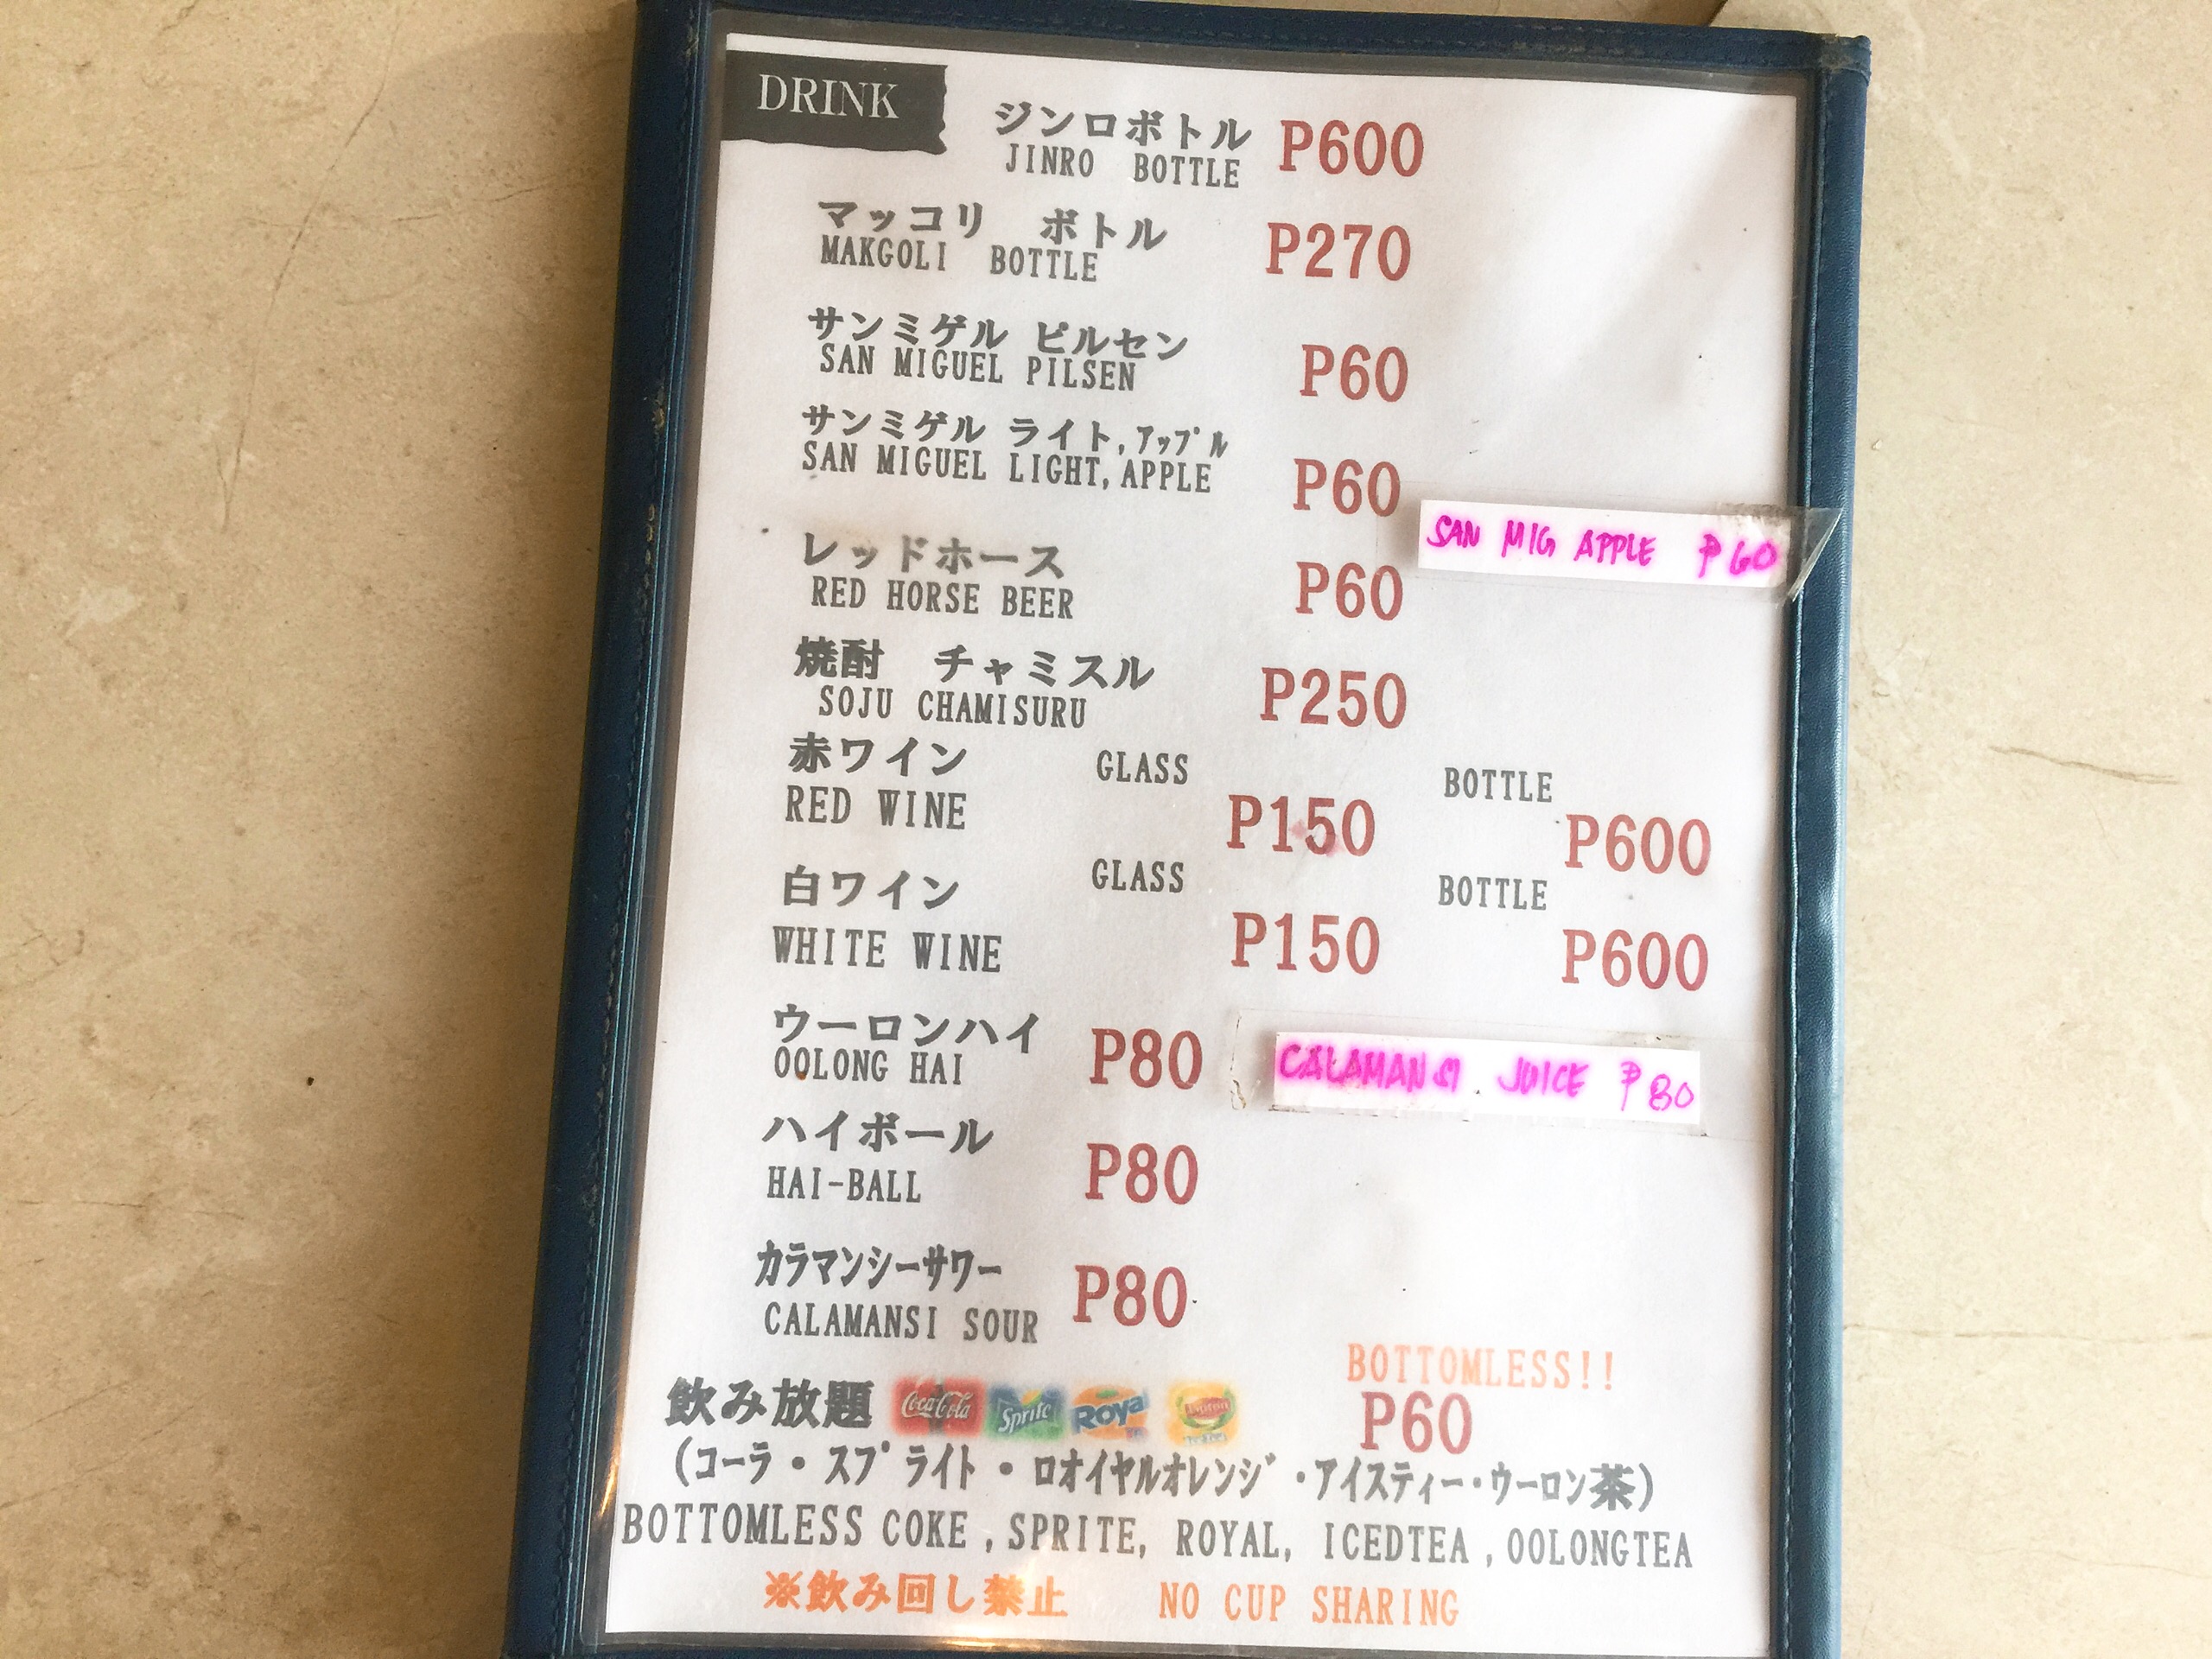 DRINK
ジンロボトル P600
JINRO BOTTLE
マッコリ ボトル P270
MAKGOLI BOTTLE
サンミゲル ピルセン P60
SAN MIGUEL PILSEN
サンミゲル ライト,ｱｯﾌﾟﾙ P60
SAN MIGUEL LIGHT, APPLE
SAN MIG APPLE ₱60
レッドホース P60
RED HORSE BEER
焼酎 チャミスル P250
SOJU CHAMISURU
赤ワイン GLASS BOTTLE
RED WINE P150 P600
白ワイン GLASS BOTTLE
WHITE WINE P150 P600
ウーロンハイ P80
OOLONG HAI
CALAMANSI JUICE ₱80
ハイボール P80
HAI-BALL
カラマンシーサワー P80
CALAMANSI SOUR
BOTTOMLESS!!
飲み放題 Coca-Cola Sprite Royal Lipton P60
(ｺｰﾗ・ｽﾌﾟﾗｲﾄ・ﾛｵｲﾔﾙｵﾚﾝｼﾞ・ｱｲｽﾃｨｰ・ｳｰﾛﾝ茶)
BOTTOMLESS COKE , SPRITE, ROYAL, ICEDTEA , OOLONGTEA
※飲み回し禁止 NO CUP SHARING